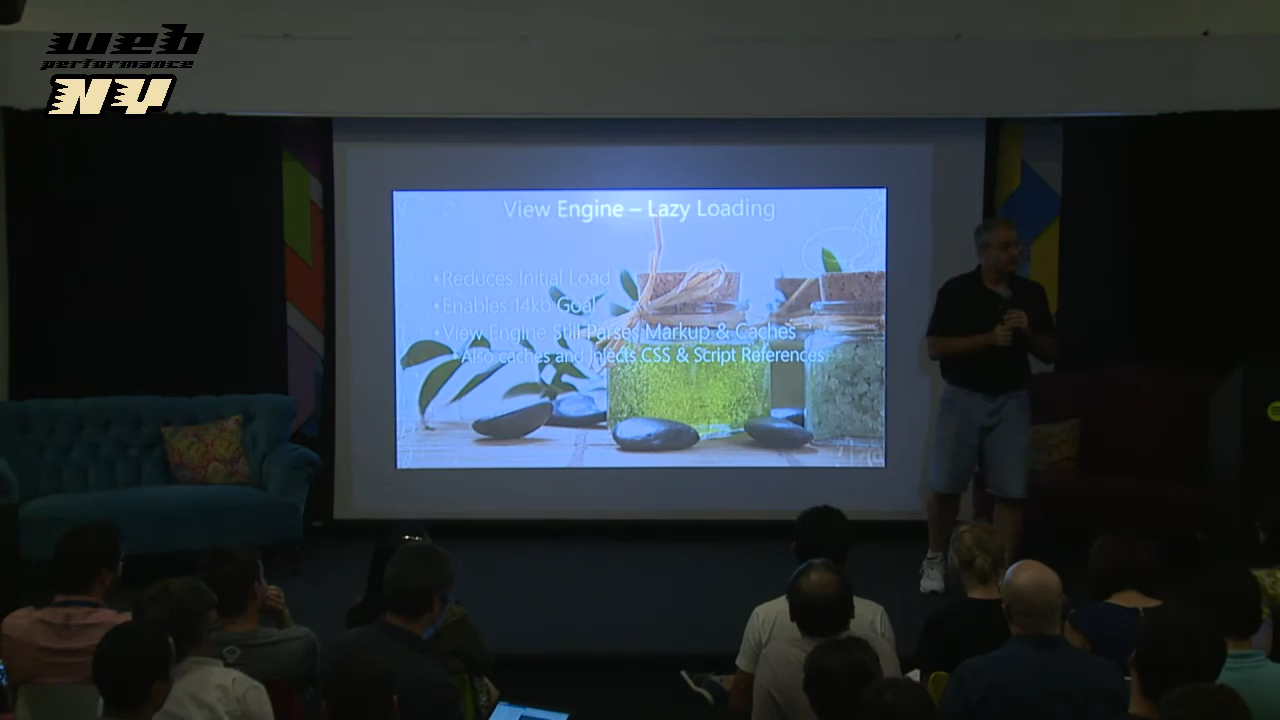 web
performance
NY
View Engine – Lazy Loading
• Reduces Initial Load
• Enables 14kb Goal
• View Engine Still Parses Markup & Caches
• Also caches and injects CSS & Script References